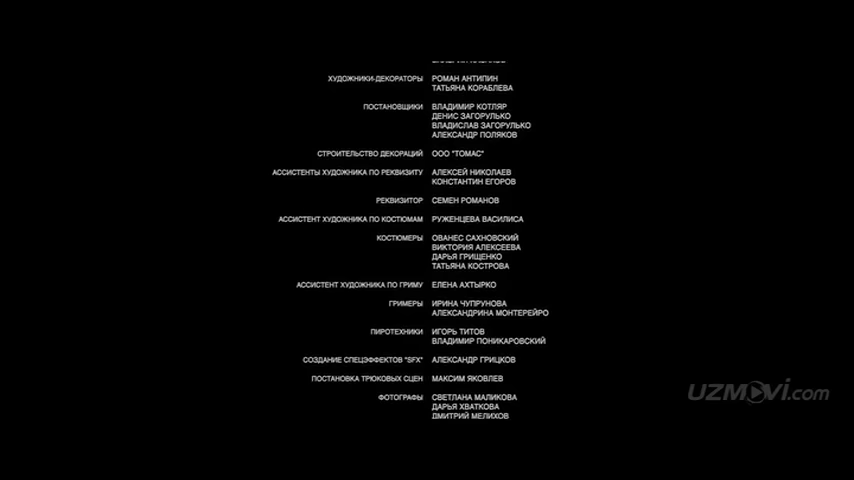 ХУДОЖНИКИ-ДЕКОРАТОРЫ РОМАН АНТИПИН
ТАТЬЯНА КОРАБЛЕВА
ПОСТАНОВЩИКИ ВЛАДИМИР КОТЛЯР
ДЕНИС ЗАГОРУЛЬКО
ВЛАДИСЛАВ ЗАГОРУЛЬКО
АЛЕКСАНДР ПОЛЯКОВ
СТРОИТЕЛЬСТВО ДЕКОРАЦИЙ ООО "ТОМАС"
АССИСТЕНТЫ ХУДОЖНИКА ПО РЕКВИЗИТУ АЛЕКСЕЙ НИКОЛАЕВ
КОНСТАНТИН ЕГОРОВ
РЕКВИЗИТОР СЕМЕН РОМАНОВ
АССИСТЕНТ ХУДОЖНИКА ПО КОСТЮМАМ РУЖЕНЦЕВА ВАСИЛИСА
КОСТЮМЕРЫ ОВАНЕС САХНОВСКИЙ
ВИКТОРИЯ АЛЕКСЕЕВА
ДАРЬЯ ГРИЩЕНКО
ТАТЬЯНА КОСТРОВА
АССИСТЕНТ ХУДОЖНИКА ПО ГРИМУ ЕЛЕНА АХТЫРКО
ГРИМЕРЫ ИРИНА ЧУПРУНОВА
АЛЕКСАНДРИНА МОНТЕРЕЙРО
ПИРОТЕХНИКИ ИГОРЬ ТИТОВ
ВЛАДИМИР ПОНИКАРОВСКИЙ
СОЗДАНИЕ СПЕЦЭФФЕКТОВ "SFX" АЛЕКСАНДР ГРИЦКОВ
ПОСТАНОВКА ТРЮКОВЫХ СЦЕН МАКСИМ ЯКОВЛЕВ
ФОТОГРАФЫ СВЕТЛАНА МАЛИКОВА
ДАРЬЯ ХВАТКОВА
ДМИТРИЙ МЕЛИХОВ
UZMOVi.com